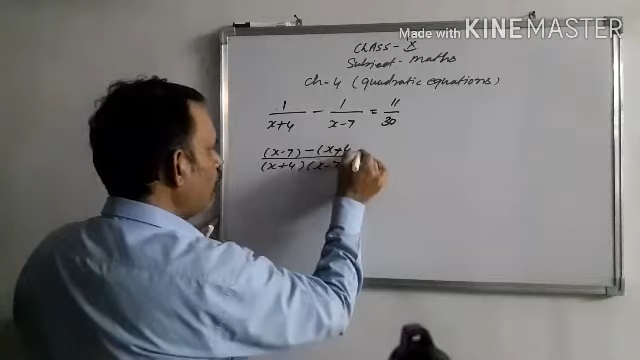 Made with KINEMASTER
CLASS - X
Subject - Maths
Ch-4 (quadratic equations)
1/(x+4) - 1/(x-7) = 11/30
(x-7) - (x+4
(x+4)(x-7